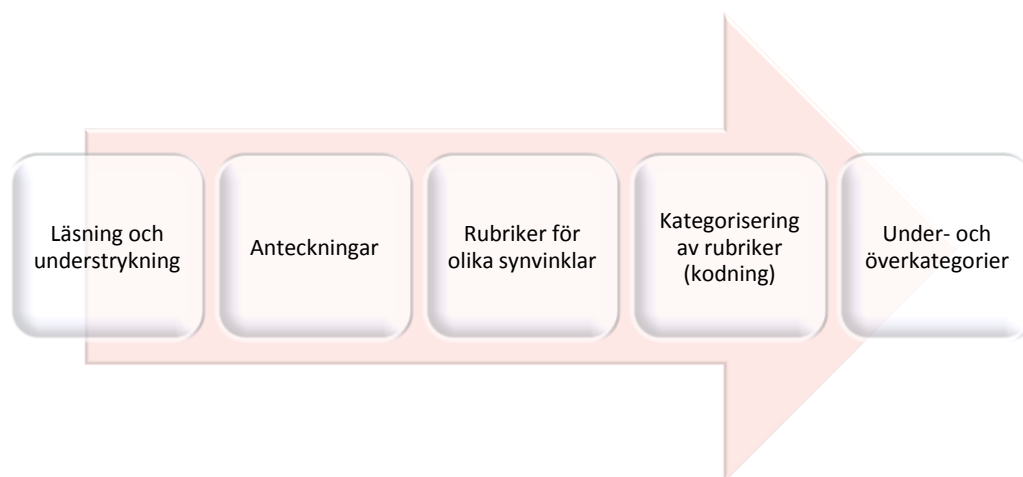 Läsning och
understrykning
Anteckningar
Rubriker för
olika synvinklar
Kategorisering
av rubriker
(kodning)
Under- och
överkategorier